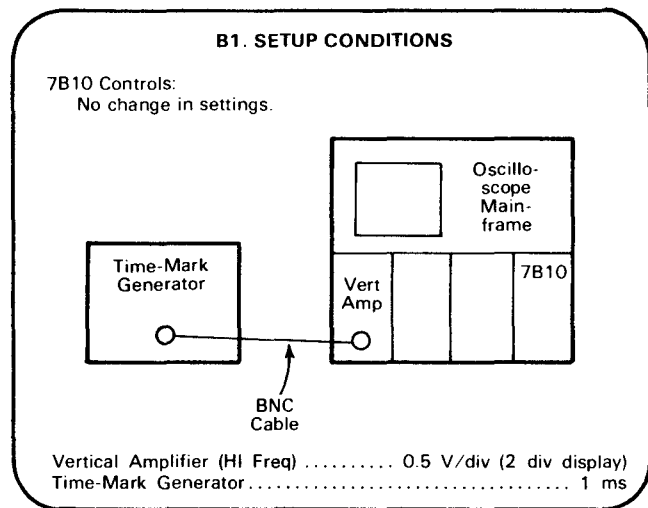 B1. SETUP CONDITIONS
7B10 Controls:
No change in settings.
Oscillo-
scope
Main-
frame
Time-Mark
Generator
Vert
Amp
7B10
BNC
Cable
Vertical Amplifier (HI Freq) .......... 0.5 V/div (2 div display)
Time-Mark Generator.................................. 1 ms